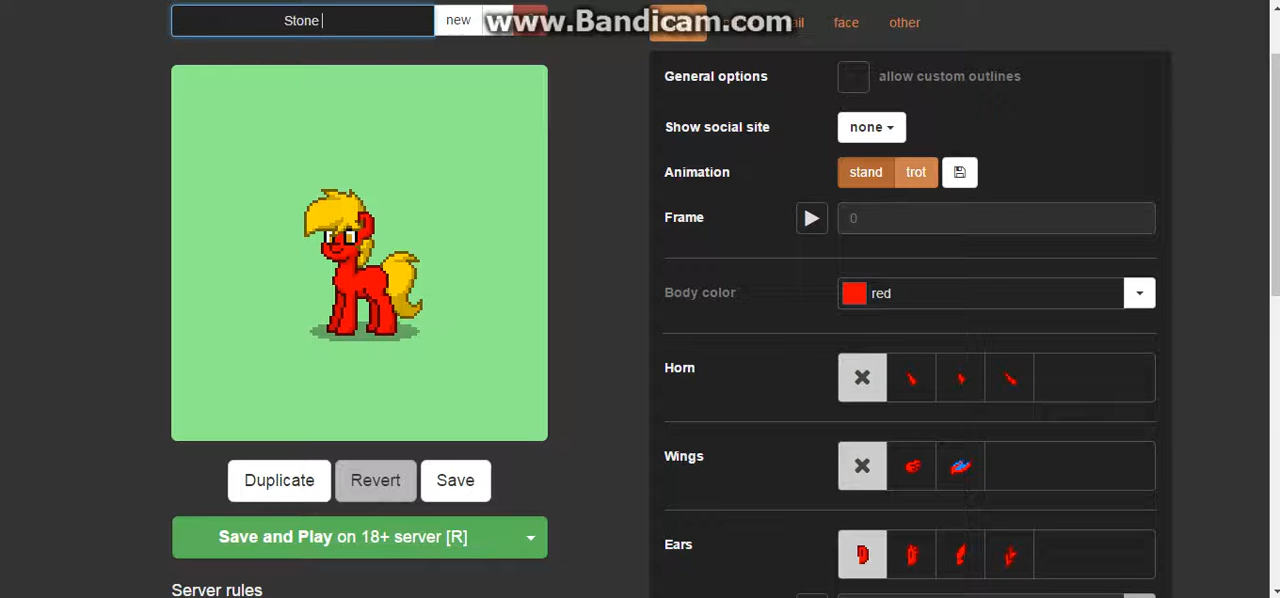 Stone
new
www.Bandicam.com
ail
face
other
General options
allow custom outlines
Show social site
none
Animation
stand
trot
Frame
0
Body color
red
Horn
Wings
Ears
Duplicate
Revert
Save
Save and Play on 18+ server [R]
Server rules